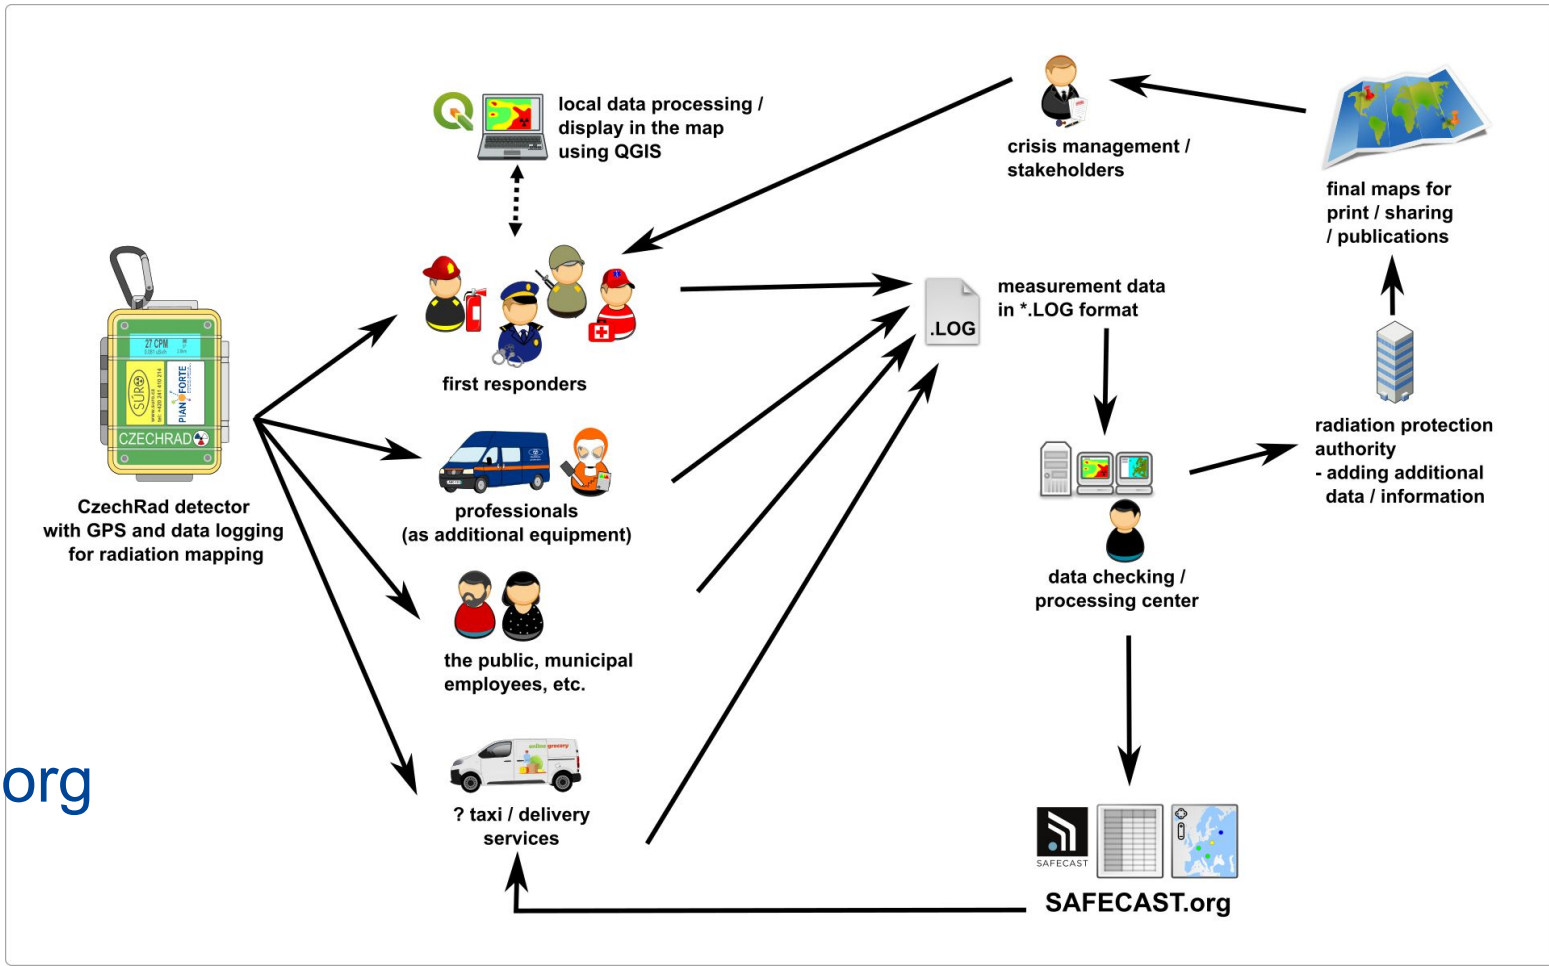 local data processing /
display in the map
using QGIS
crisis management /
stakeholders
final maps for
print / sharing
/ publications
27 CPM
SÚRO
PIANOFORTE
CZECHRAD
CzechRad detector
with GPS and data logging
for radiation mapping
first responders
professionals
(as additional equipment)
the public, municipal
employees, etc.
online grocery
? taxi / delivery
services
.LOG
measurement data
in *.LOG format
radiation protection
authority
- adding additional
data / information
data checking /
processing center
SAFECAST
SAFECAST.org
org